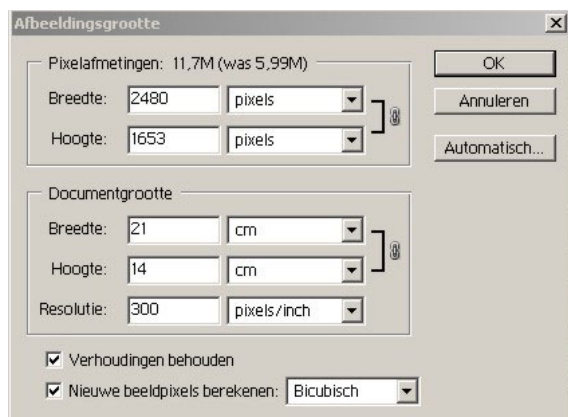 Afbeeldingsgrootte
Pixelafmetingen: 11,7M (was 5,99M)
Breedte: 2480 pixels
Hoogte: 1653 pixels
OK
Annuleren
Automatisch...
Documentgrootte
Breedte: 21 cm
Hoogte: 14 cm
Resolutie: 300 pixels/inch
Verhoudingen behouden
Nieuwe beeldpixels berekenen: Bicubisch